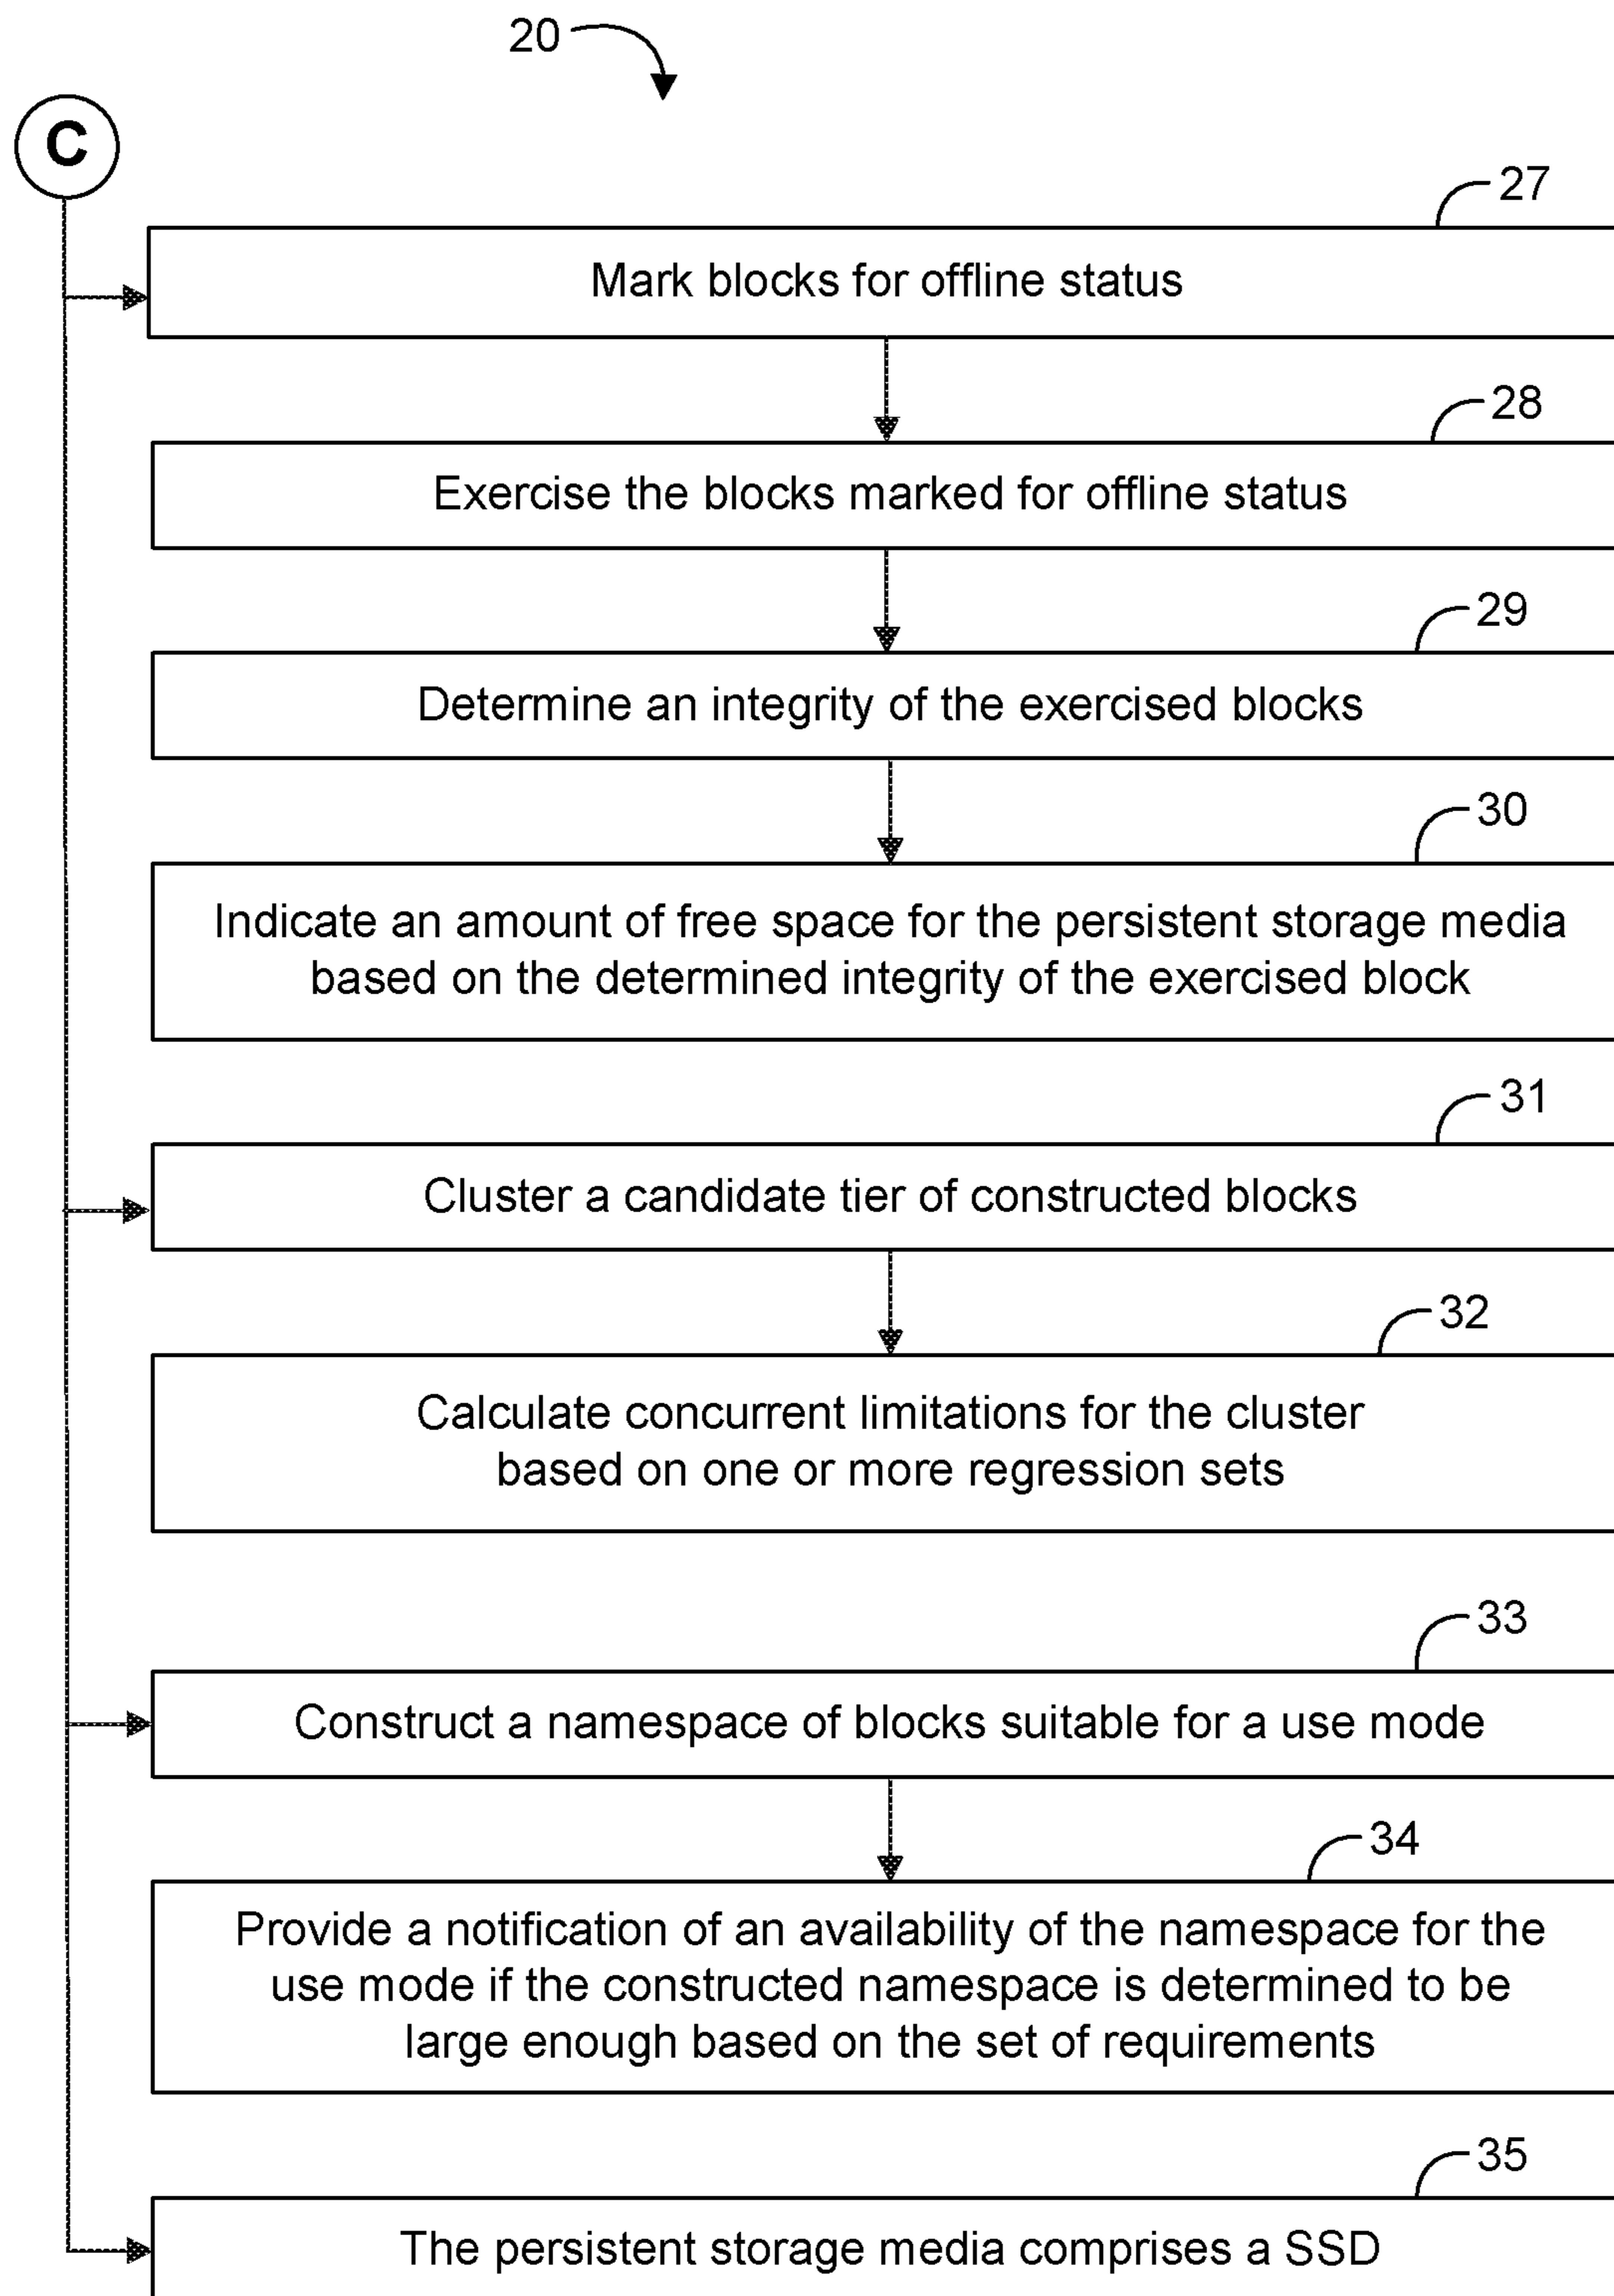 20
C
27
Mark blocks for offline status
28
Exercise the blocks marked for offline status
29
Determine an integrity of the exercised blocks
30
Indicate an amount of free space for the persistent storage media
based on the determined integrity of the exercised block
31
Cluster a candidate tier of constructed blocks
32
Calculate concurrent limitations for the cluster
based on one or more regression sets
33
Construct a namespace of blocks suitable for a use mode
34
Provide a notification of an availability of the namespace for the
use mode if the constructed namespace is determined to be
large enough based on the set of requirements
35
The persistent storage media comprises a SSD